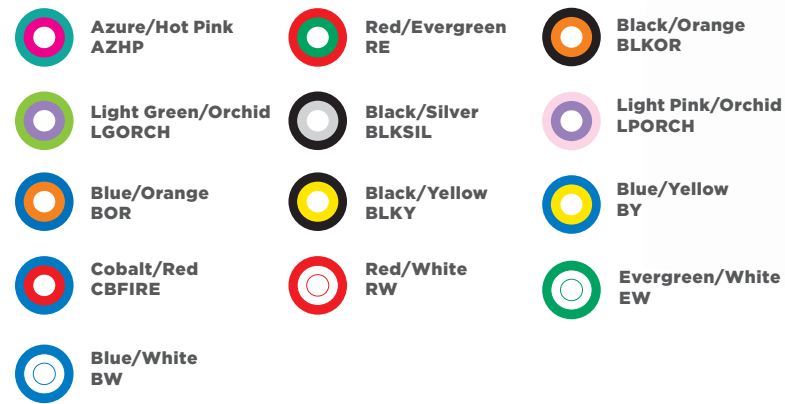 Azure/Hot Pink
AZHP
Red/Evergreen
RE
Black/Orange
BLKOR
Light Green/Orchid
LGORCH
Black/Silver
BLKSIL
Light Pink/Orchid
LPORCH
Blue/Orange
BOR
Black/Yellow
BLKY
Blue/Yellow
BY
Cobalt/Red
CBFIRE
Red/White
RW
Evergreen/White
EW
Blue/White
BW